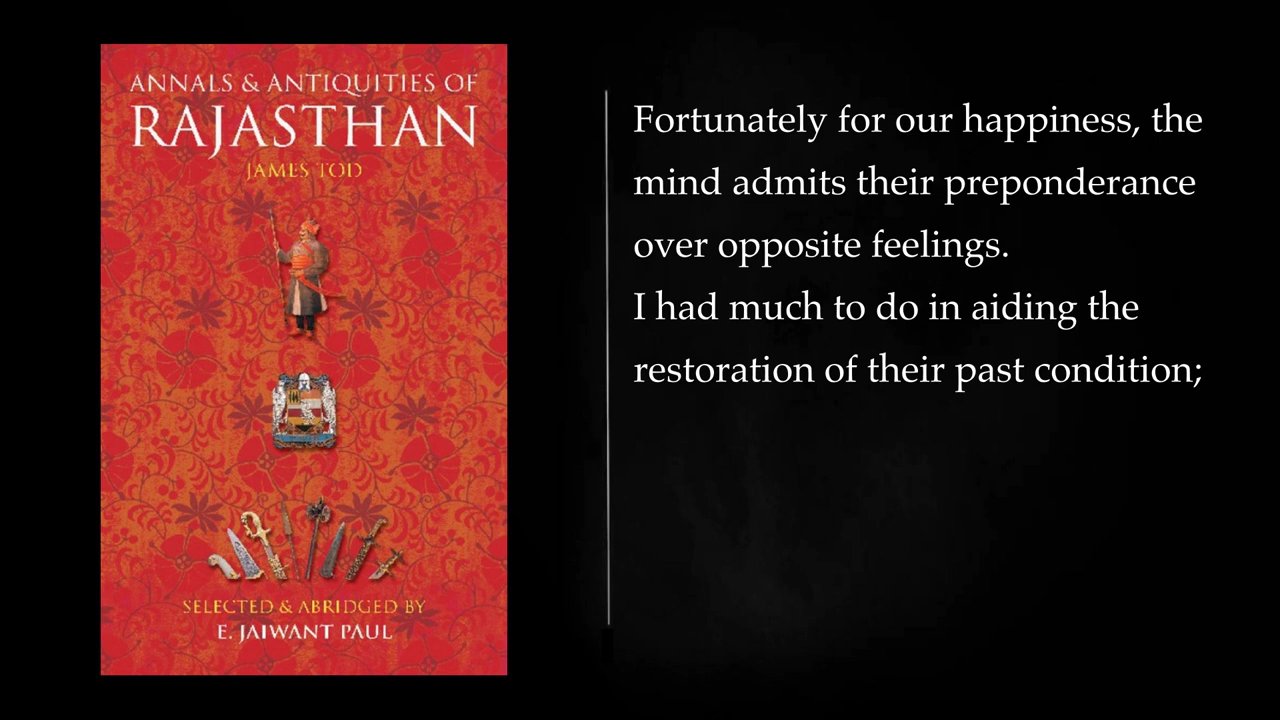 ANNALS & ANTIQUITIES OF
RAJASTHAN
JAMES TOD
SELECTED & ABRIDGED BY
E. JAIWANT PAUL
Fortunately for our happiness, the
mind admits their preponderance
over opposite feelings.
I had much to do in aiding the
restoration of their past condition;